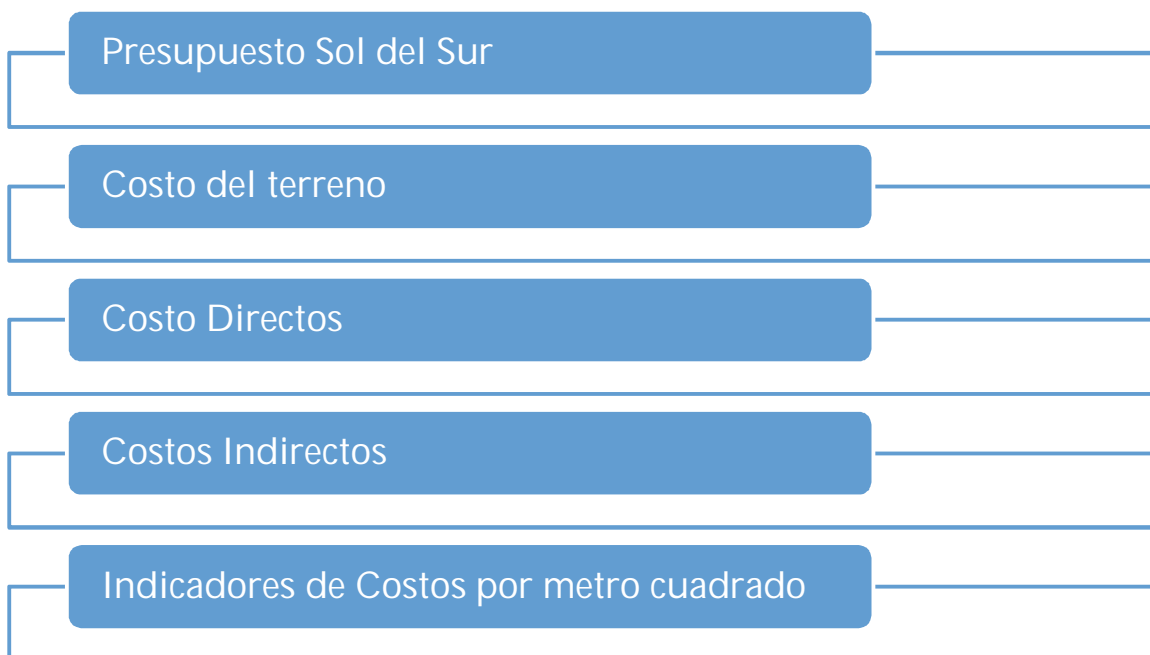 Presupuesto Sol del Sur
Costo del terreno
Costo Directos
Costos Indirectos
Indicadores de Costos por metro cuadrado